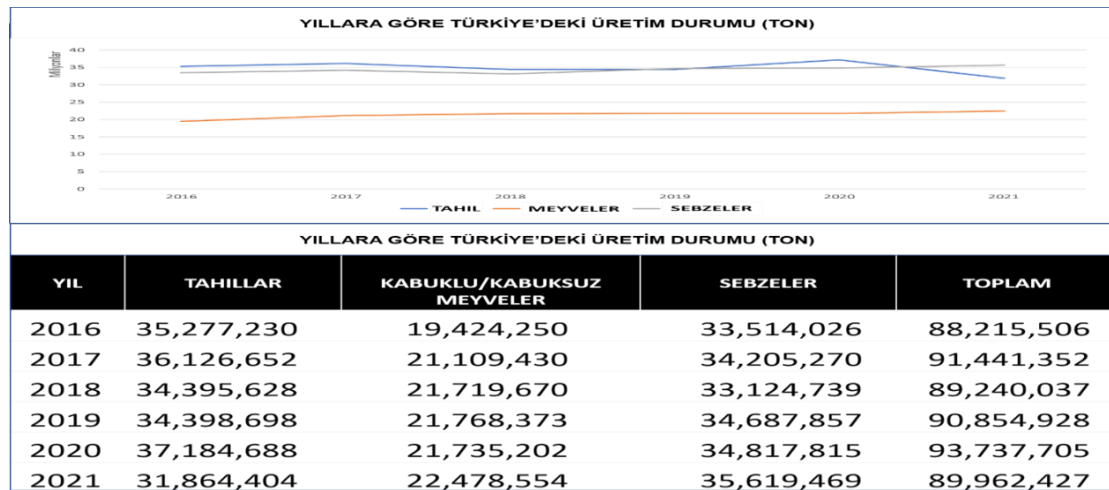 YILLARA GÖRE TÜRKİYE'DEKİ ÜRETİM DURUMU (TON)
Milyonlar
40
35
30
25
20
15
10
5
0
2016 2017 2018 2019 2020 2021
TAHIL MEYVELER SEBZELER
YILLARA GÖRE TÜRKİYE'DEKİ ÜRETİM DURUMU (TON)
YIL TAHILLAR KABUKLU/KABUKSUZ MEYVELER SEBZELER TOPLAM
2016 35,277,230 19,424,250 33,514,026 88,215,506
2017 36,126,652 21,109,430 34,205,270 91,441,352
2018 34,395,628 21,719,670 33,124,739 89,240,037
2019 34,398,698 21,768,373 34,687,857 90,854,928
2020 37,184,688 21,735,202 34,817,815 93,737,705
2021 31,864,404 22,478,554 35,619,469 89,962,427